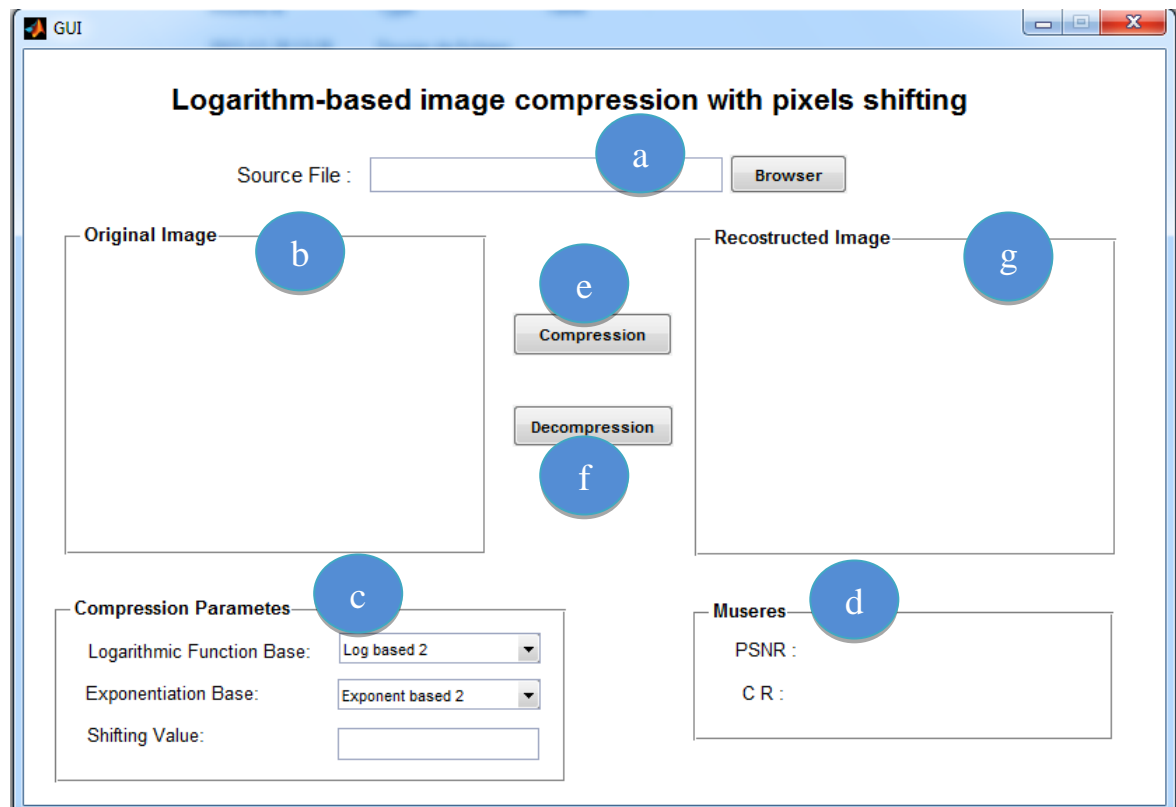 GUI
Logarithm-based image compression with pixels shifting
a
Source File :
Browser
Original Image
b
Recostructed Image
g
e
Compression
Decompression
f
Compression Parametes
c
Logarithmic Function Base:
Log based 2
Exponentiation Base:
Exponent based 2
Shifting Value:
Museres
d
PSNR :
C R :